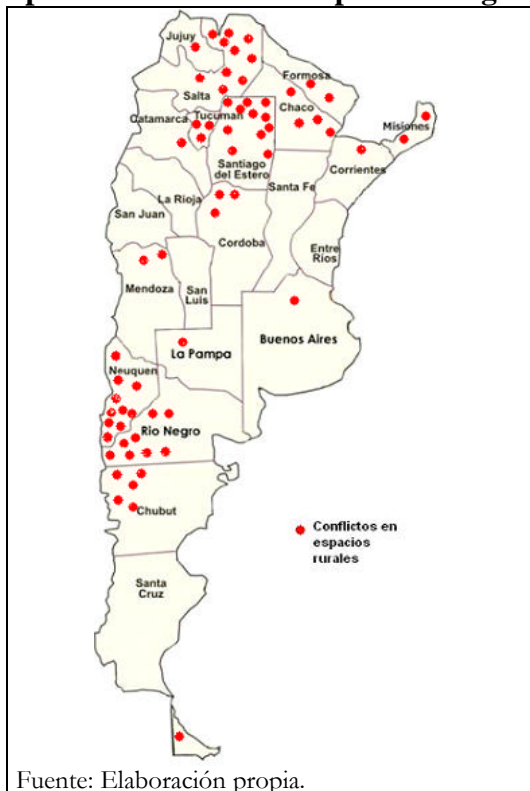 Jujuy
Formosa
Salta
Chaco
Catamarca
Tucuman
Misiones
Santiago
del Estero
Corrientes
Santa Fe
La Rioja
San Juan
Cordoba
Entre
Rios
Mendoza
San
Luis
Buenos Aires
La Pampa
Neuquen
Rio Negro
Conflictos en
espacios
rurales
Chubut
Santa
Cruz
Fuente: Elaboración propia.